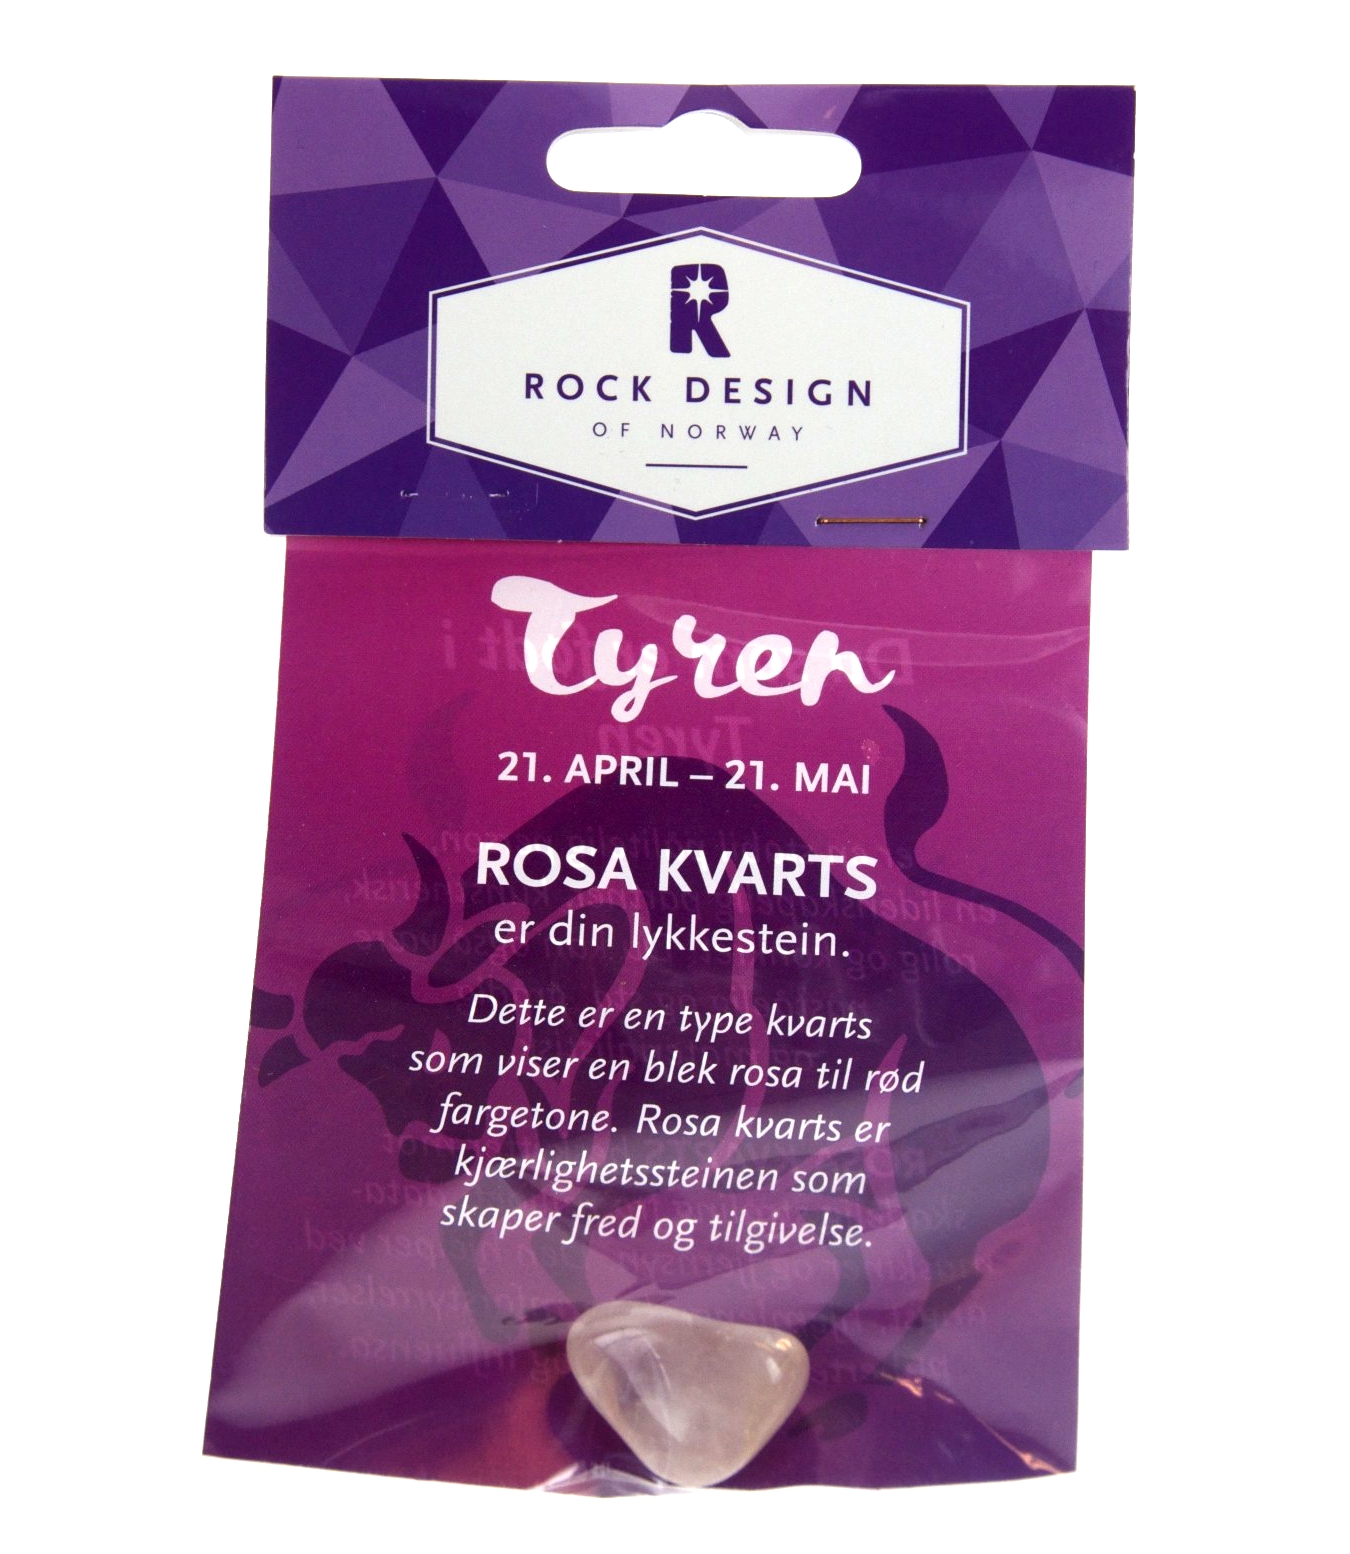 R
ROCK DESIGN
OF NORWAY
Tyren
21. APRIL – 21. MAI
ROSA KVARTS
er din lykkestein.
Dette er en type kvarts
som viser en blek rosa til rød
fargetone. Rosa kvarts er
kjærlighetssteinen som
skaper fred og tilgivelse.